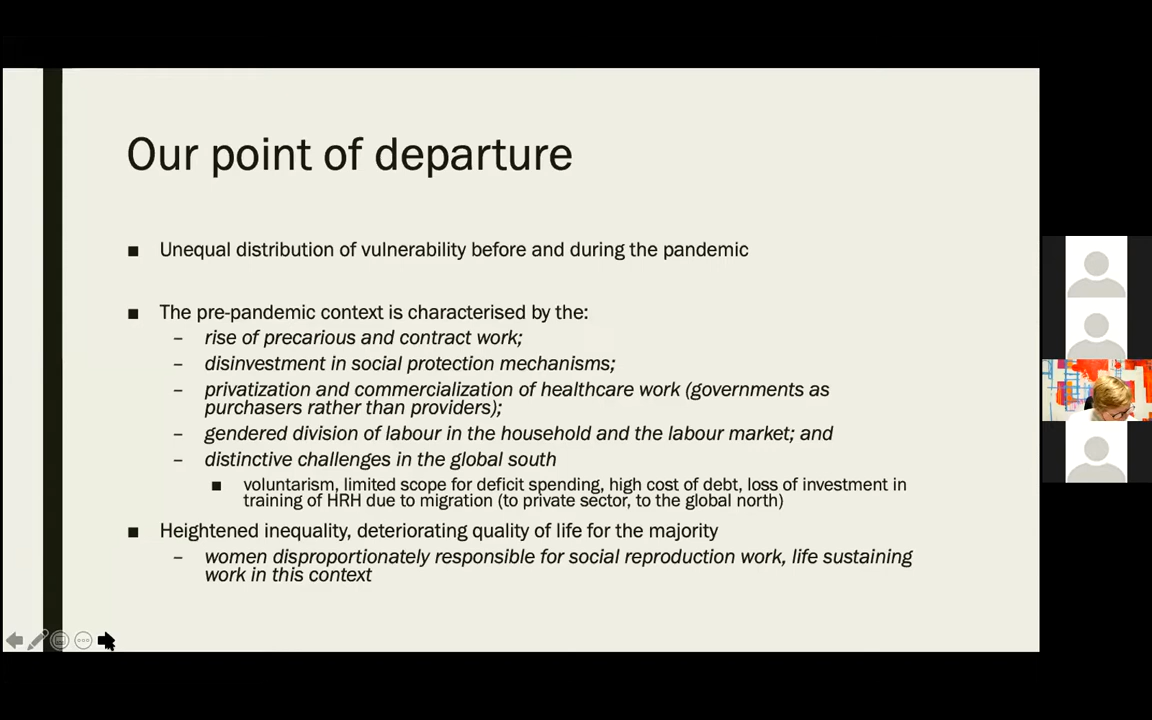 Our point of departure
■ Unequal distribution of vulnerability before and during the pandemic
■ The pre-pandemic context is characterised by the:
– rise of precarious and contract work;
– disinvestment in social protection mechanisms;
– privatization and commercialization of healthcare work (governments as
purchasers rather than providers);
– gendered division of labour in the household and the labour market; and
– distinctive challenges in the global south
■ voluntarism, limited scope for deficit spending, high cost of debt, loss of investment in
training of HRH due to migration (to private sector, to the global north)
■ Heightened inequality, deteriorating quality of life for the majority
– women disproportionately responsible for social reproduction work, life sustaining
work in this context